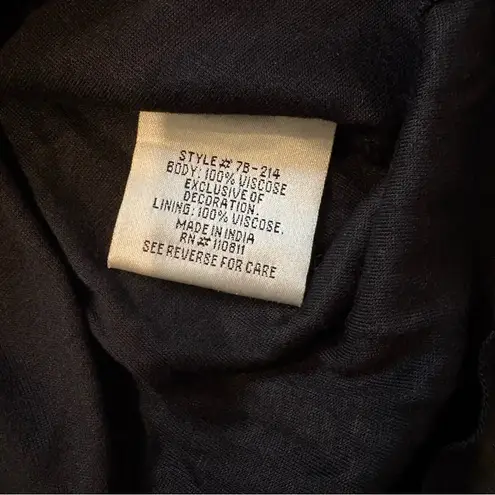 STYLE# 7B-214
BODY: 100% VISCOSE
EXCLUSIVE OF
DECORATION.
LINING: 100% VISCOSE.
MADE IN INDIA
RN# 110811
SEE REVERSE FOR CARE